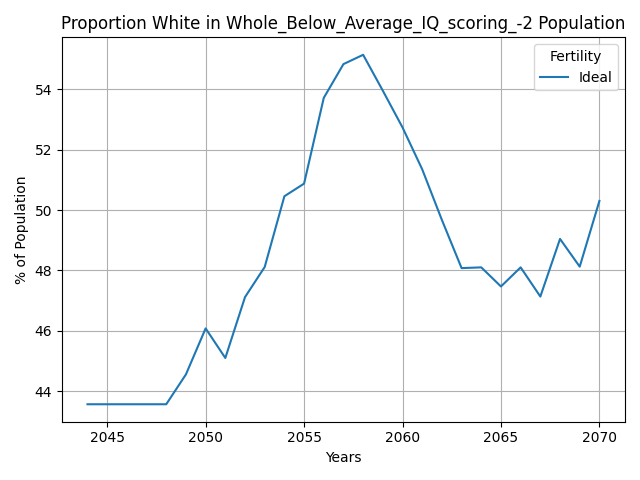 Proportion White in Whole_Below_Average_IQ_scoring_-2 Population
Fertility
Ideal
% of Population
54
52
50
48
46
44
2045 2050 2055 2060 2065 2070
Years